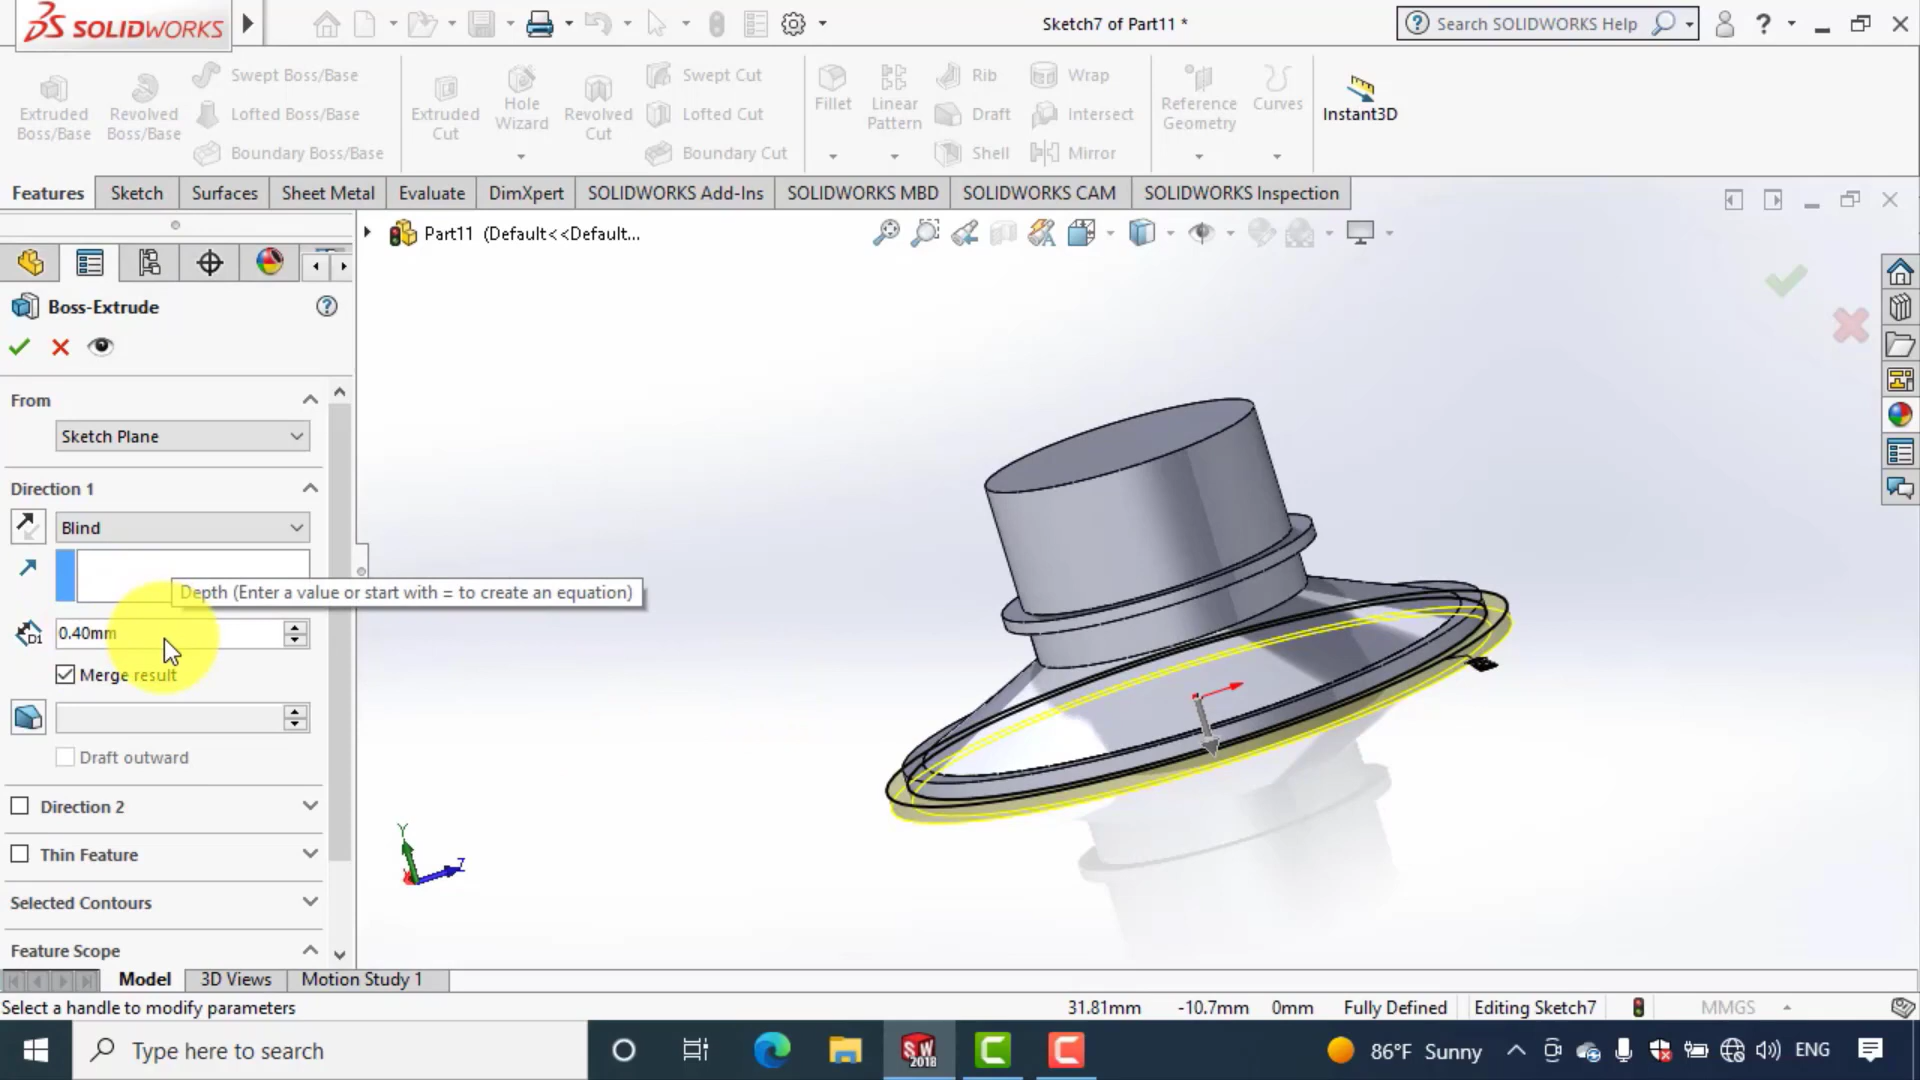 SOLIDWORKS
Sketch7 of Part11 *
Search SOLIDWORKS Help
Extruded Boss/Base
Revolved Boss/Base
Swept Boss/Base
Lofted Boss/Base
Boundary Boss/Base
Extruded Cut
Hole Wizard
Revolved Cut
Swept Cut
Lofted Cut
Boundary Cut
Fillet
Linear Pattern
Rib
Draft
Shell
Wrap
Intersect
Mirror
Reference Geometry
Curves
Instant3D
Features
Sketch
Surfaces
Sheet Metal
Evaluate
DimXpert
SOLIDWORKS Add-Ins
SOLIDWORKS MBD
SOLIDWORKS CAM
SOLIDWORKS Inspection
Part11 (Default<<Default...
Boss-Extrude
From
Sketch Plane
Direction 1
Blind
Depth (Enter a value or start with = to create an equation)
D1
0.40mm
Merge result
Draft outward
Direction 2
Thin Feature
Selected Contours
Feature Scope
Y
Z
Model
3D Views
Motion Study 1
Select a handle to modify parameters
31.81mm
-10.7mm
0mm
Fully Defined
Editing Sketch7
MMGS
Type here to search
SW 2018
86°F Sunny
ENG